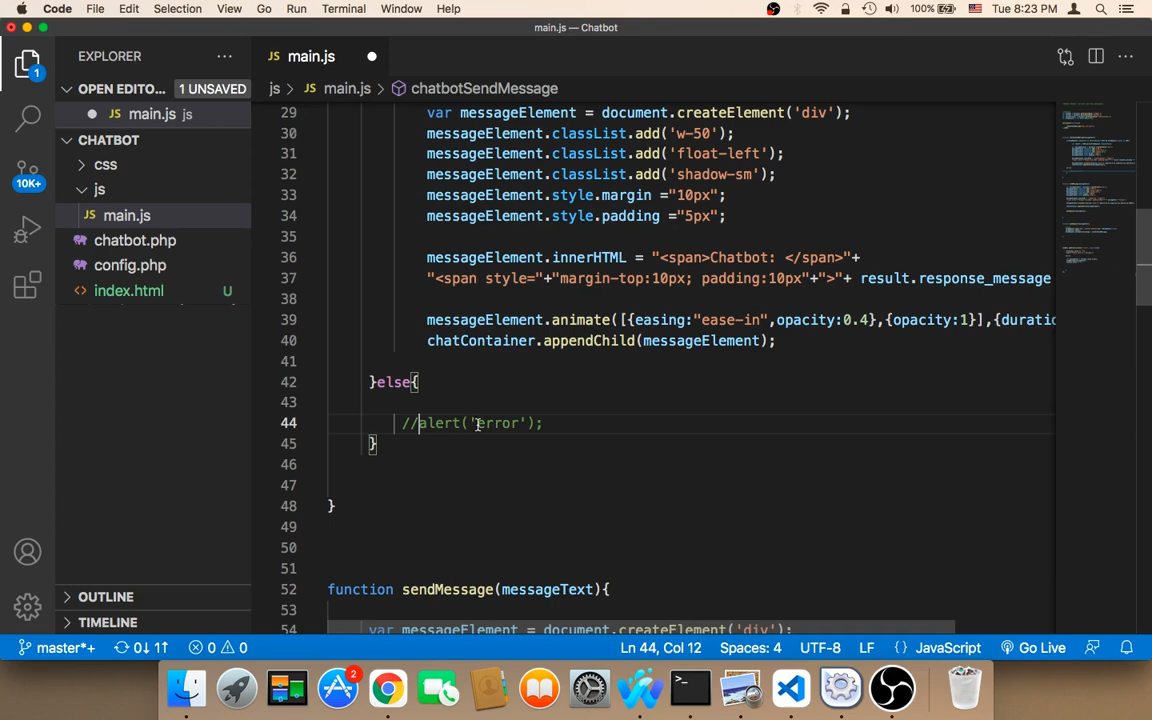 Code File Edit Selection View Go Run Terminal Window Help 100% Tue 8:23 PM
main.js — Chatbot
EXPLORER
JS main.js
OPEN EDITO... 1 UNSAVED
js > JS main.js > chatbotSendMessage
JS main.js js
CHATBOT
css
js
JS main.js
chatbot.php
config.php
index.html U
1
10K+
29 var messageElement = document.createElement('div');
30 messageElement.classList.add('w-50');
31 messageElement.classList.add('float-left');
32 messageElement.classList.add('shadow-sm');
33 messageElement.style.margin ="10px";
34 messageElement.style.padding ="5px";
35
36 messageElement.innerHTML = "<span>Chatbot: </span>"+
37 "<span style="+"margin-top:10px; padding:10px"+">"+ result.response_message
38
39 messageElement.animate([{easing:"ease-in",opacity:0.4},{opacity:1}],{duratio
40 chatContainer.appendChild(messageElement);
41
42 }else{
43
44 //alert('error');
45 }
46
47
48 }
49
50
51
52 function sendMessage(messageText){
53
54 var messageElement = document.createElement('div');
OUTLINE
TIMELINE
master*+ 0↓ 1↑ 0 0 Ln 44, Col 12 Spaces: 4 UTF-8 LF {} JavaScript Go Live
2